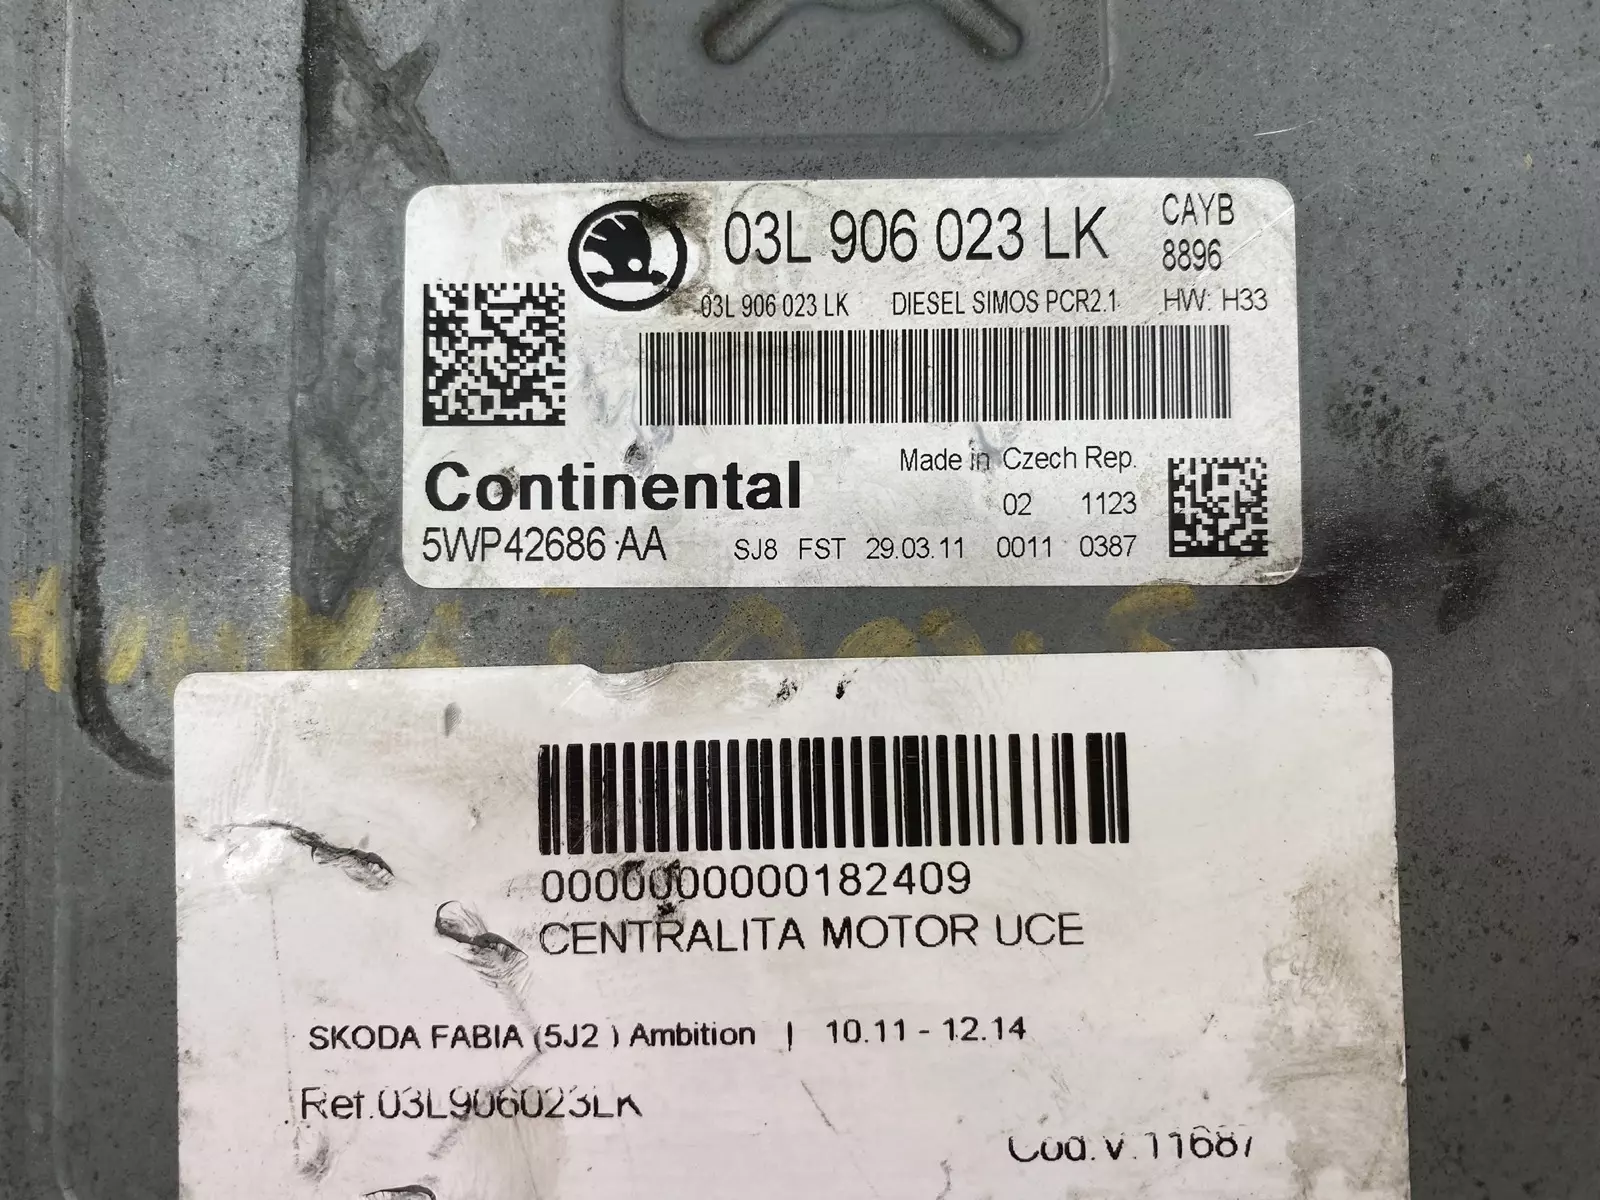 03L 906 023 LK CAYB
8896
03L 906 023 LK DIESEL SIMOS PCR2.1 HW: H33
Continental
Made in Czech Rep.
02 1123
5WP42686 AA SJ8 FST 29.03.11 0011 0387
0000000000182409
CENTRALITA MOTOR UCE
SKODA FABIA (5J2 ) Ambition | 10.11 - 12.14
Ref.03L906023LK
Cod.V.11687